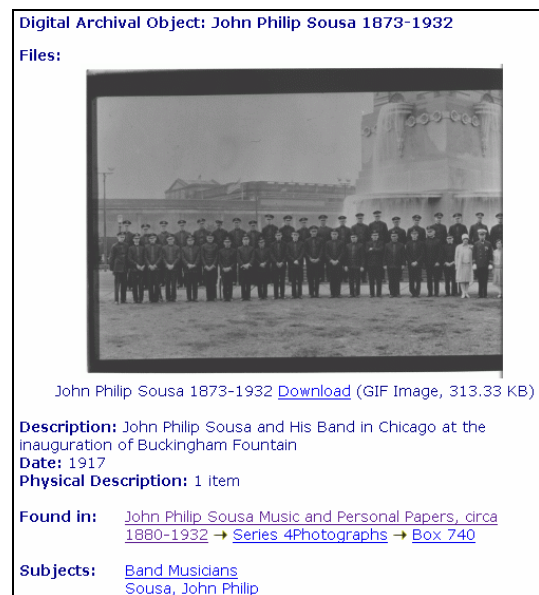 Digital Archival Object: John Philip Sousa 1873-1932
Files:
John Philip Sousa 1873-1932 Download (GIF Image, 313.33 KB)
Description: John Philip Sousa and His Band in Chicago at the
inauguration of Buckingham Fountain
Date: 1917
Physical Description: 1 item
Found in: John Philip Sousa Music and Personal Papers, circa
1880-1932 → Series 4Photographs → Box 740
Subjects: Band Musicians
Sousa, John Philip